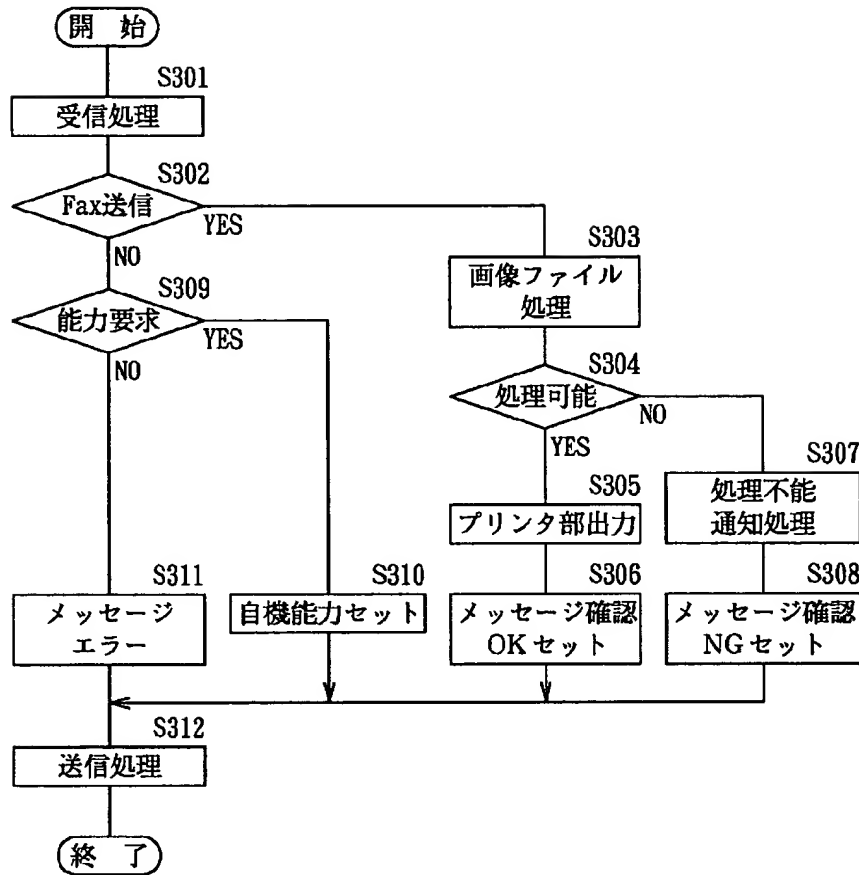 開 始
S301
受信処理
S302
Fax送信
YES
NO
S303
画像ファイル
処理
S309
能力要求
YES
NO
S304
処理可能
NO
YES
S307
処理不能
通知処理
S305
プリンタ部出力
S311
メッセージ
エラー
S310
自機能力セット
S306
メッセージ確認
OKセット
S308
メッセージ確認
NGセット
S312
送信処理
終 了